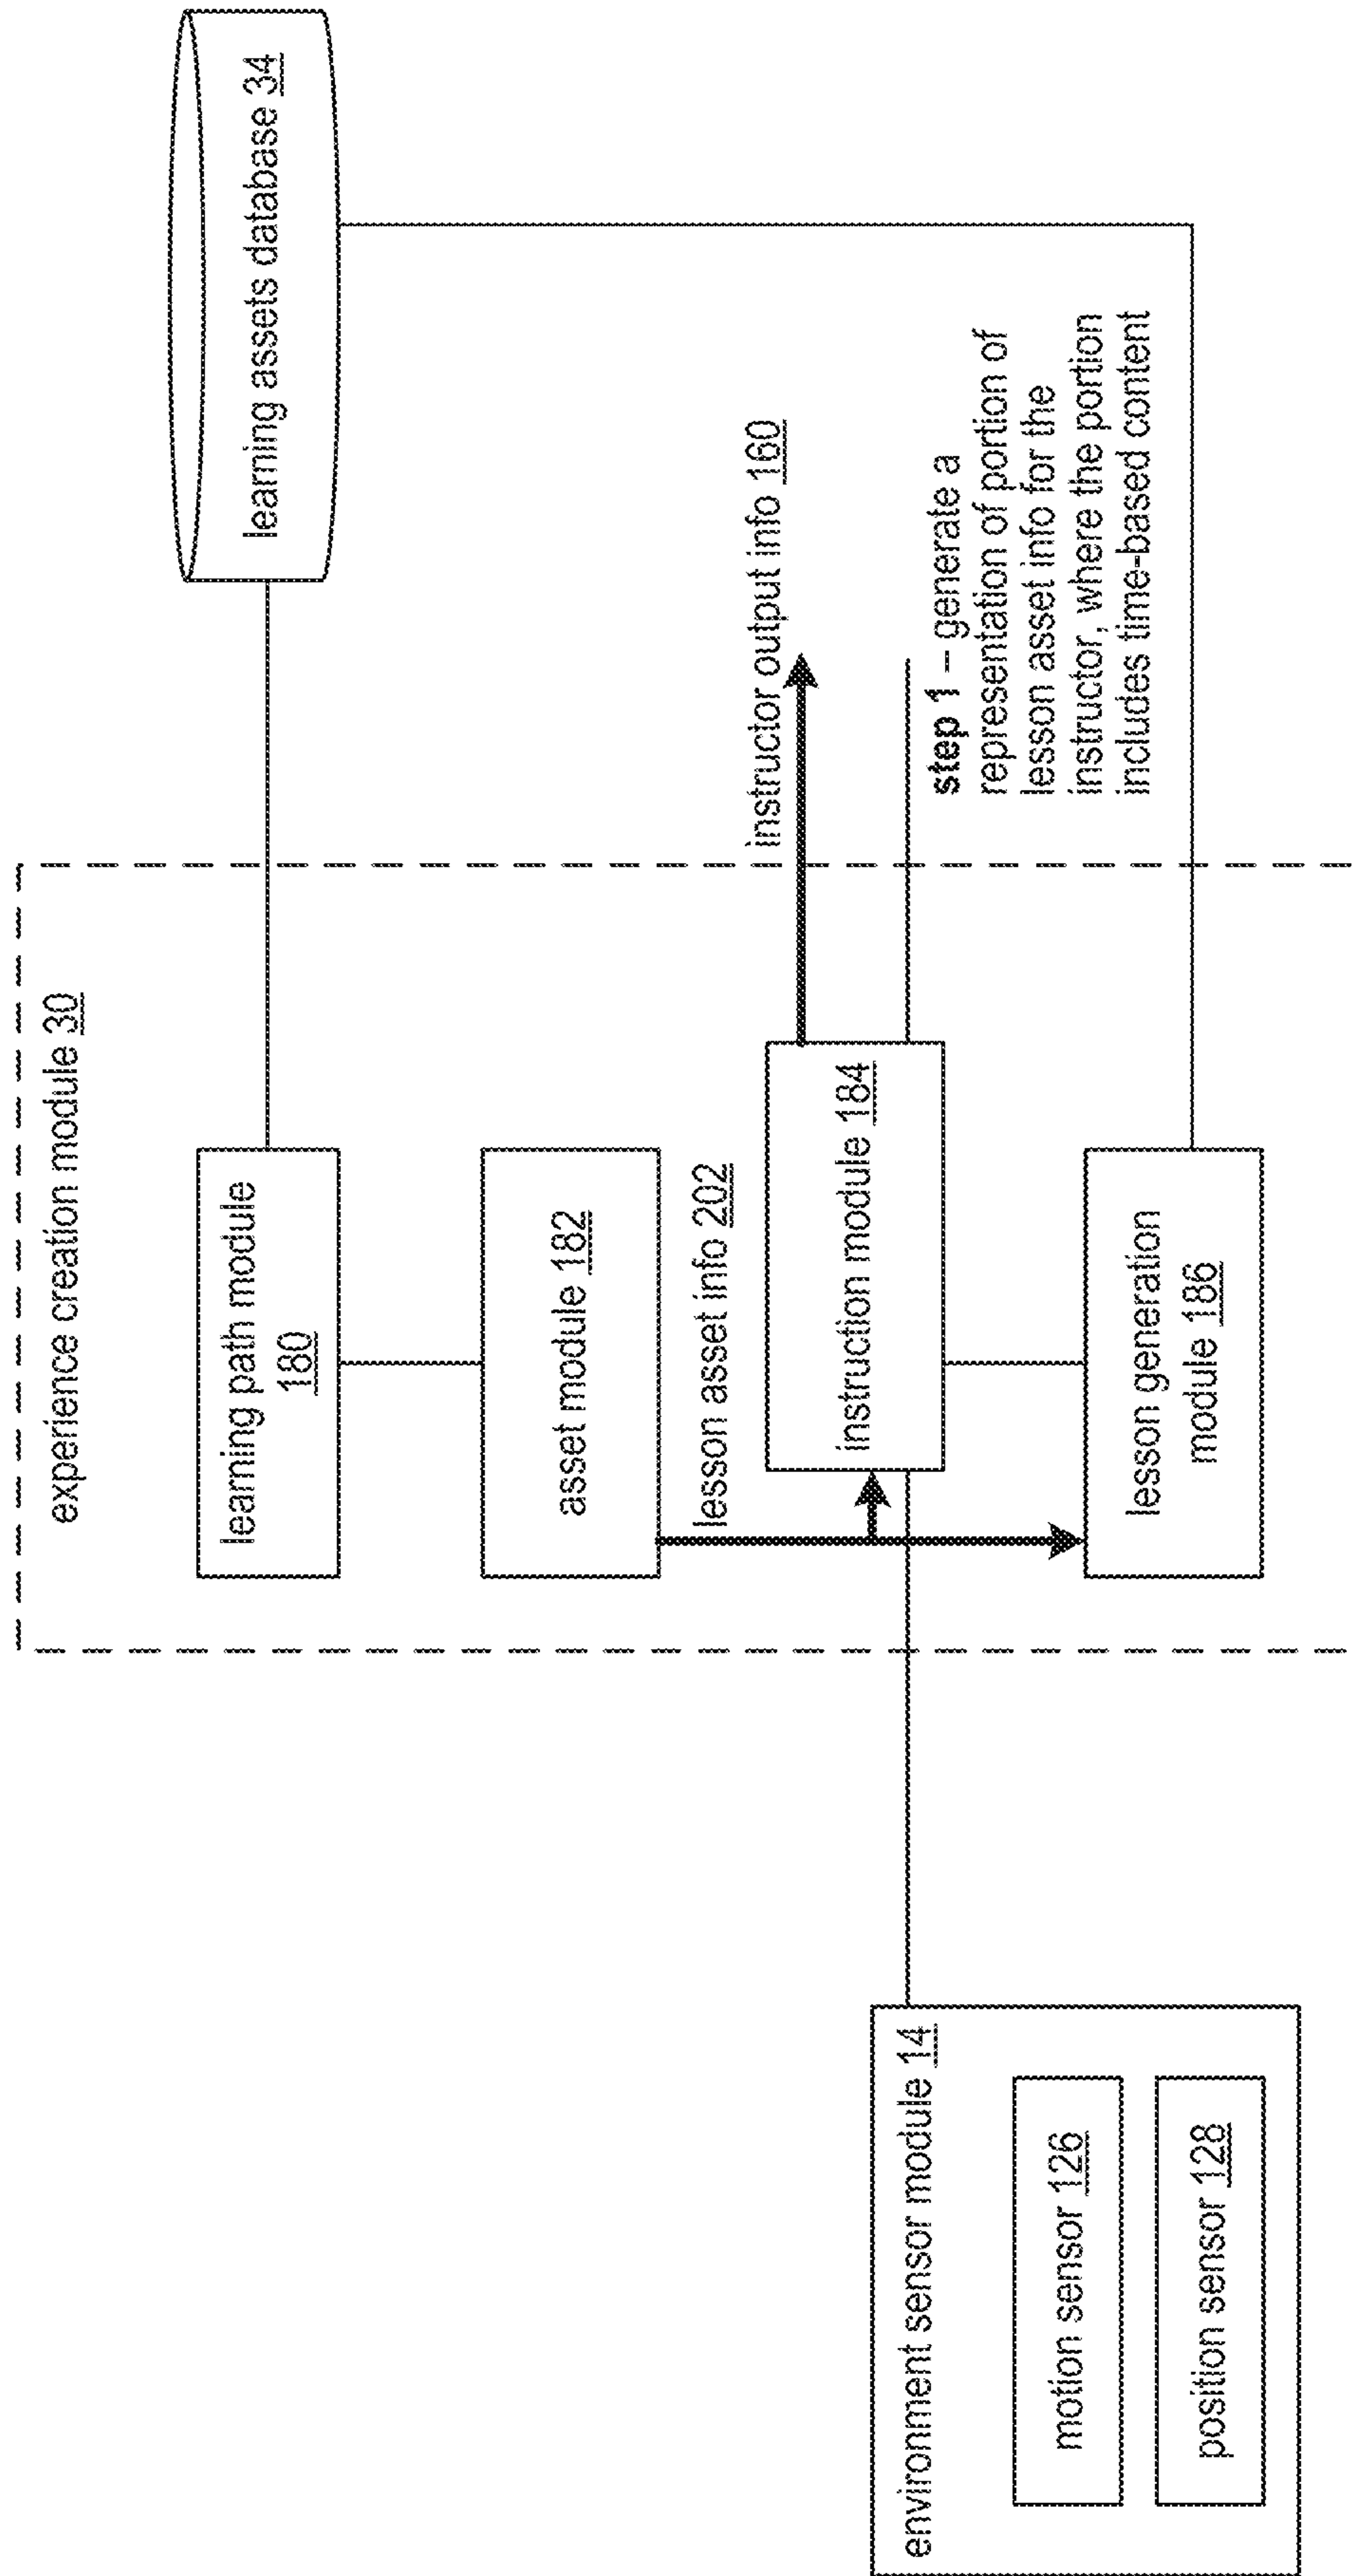 experience creation module 30
learning assets database 34
learning path module
180
asset module 182
lesson asset info 202
instructor output info 160
instruction module 184
step 1 – generate a
representation of portion of
lesson asset info for the
instructor, where the portion
includes time-based content
lesson generation
module 186
environment sensor module 14
motion sensor 126
position sensor 128